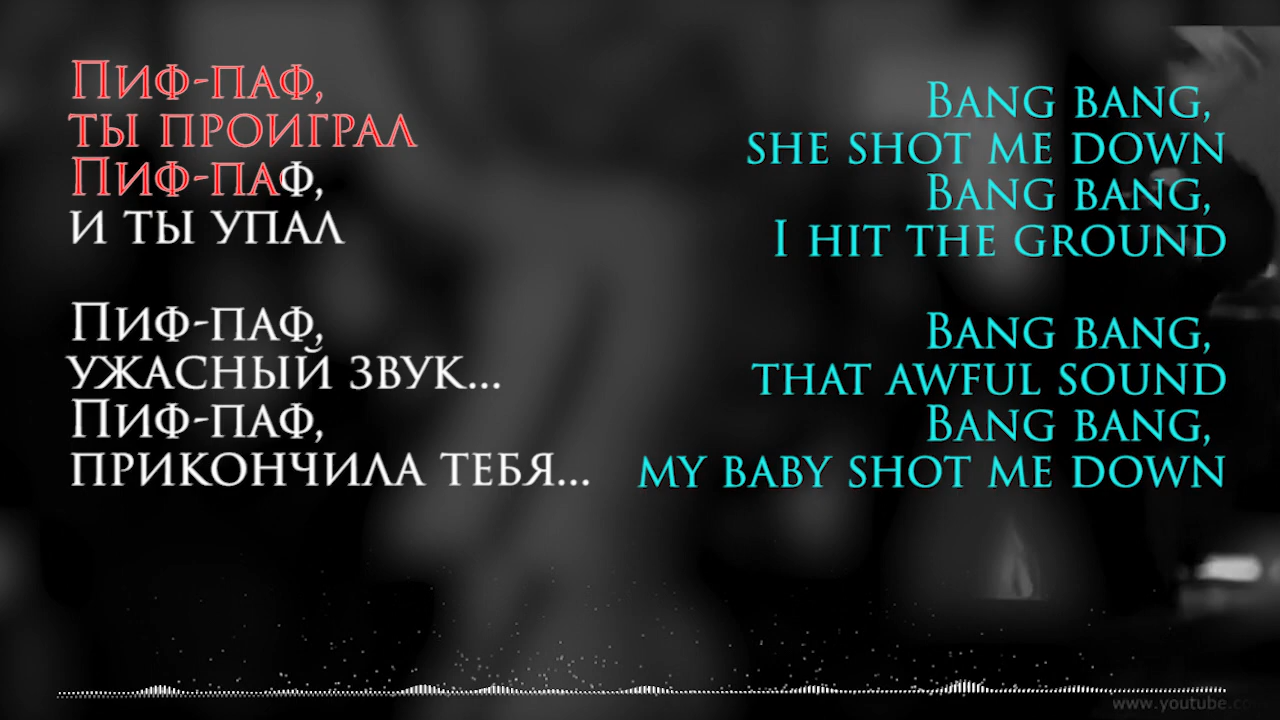 Пиф-паф,
ты проиграл
Пиф-паф,
и ты упал
Пиф-паф,
ужасный звук...
Пиф-паф,
прикончила тебя...
Bang bang,
she shot me down
Bang bang,
I hit the ground
Bang bang,
that awful sound
Bang bang,
my baby shot me down
www.youtube.co